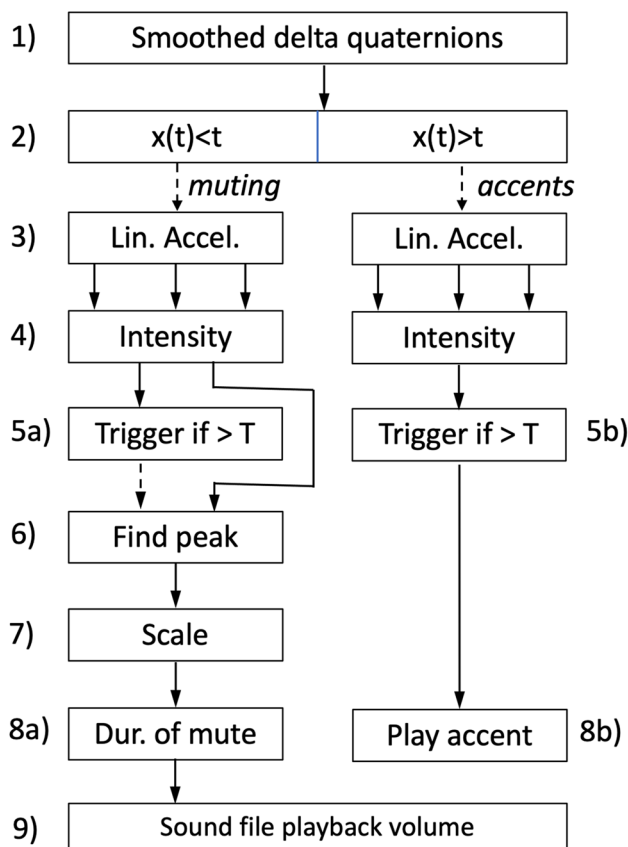 1) Smoothed delta quaternions
2) x(t)<t x(t)>t
muting accents
3) Lin. Accel. Lin. Accel.
4) Intensity Intensity
5a) Trigger if > T Trigger if > T 5b)
6) Find peak
7) Scale
8a) Dur. of mute Play accent 8b)
9) Sound file playback volume